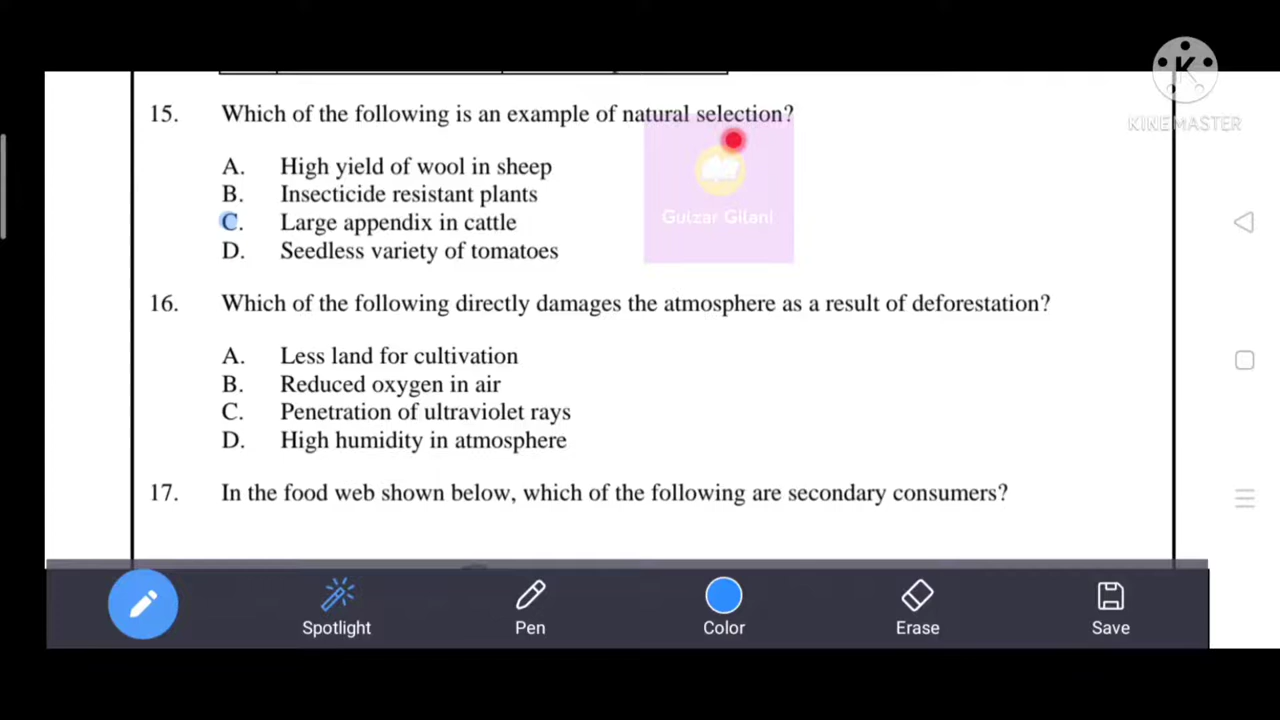 KINEMASTER
15. Which of the following is an example of natural selection?
A. High yield of wool in sheep
B. Insecticide resistant plants
C. Large appendix in cattle
D. Seedless variety of tomatoes
Gulzar Gilani
16. Which of the following directly damages the atmosphere as a result of deforestation?
A. Less land for cultivation
B. Reduced oxygen in air
C. Penetration of ultraviolet rays
D. High humidity in atmosphere
17. In the food web shown below, which of the following are secondary consumers?
Spotlight Pen Color Erase Save